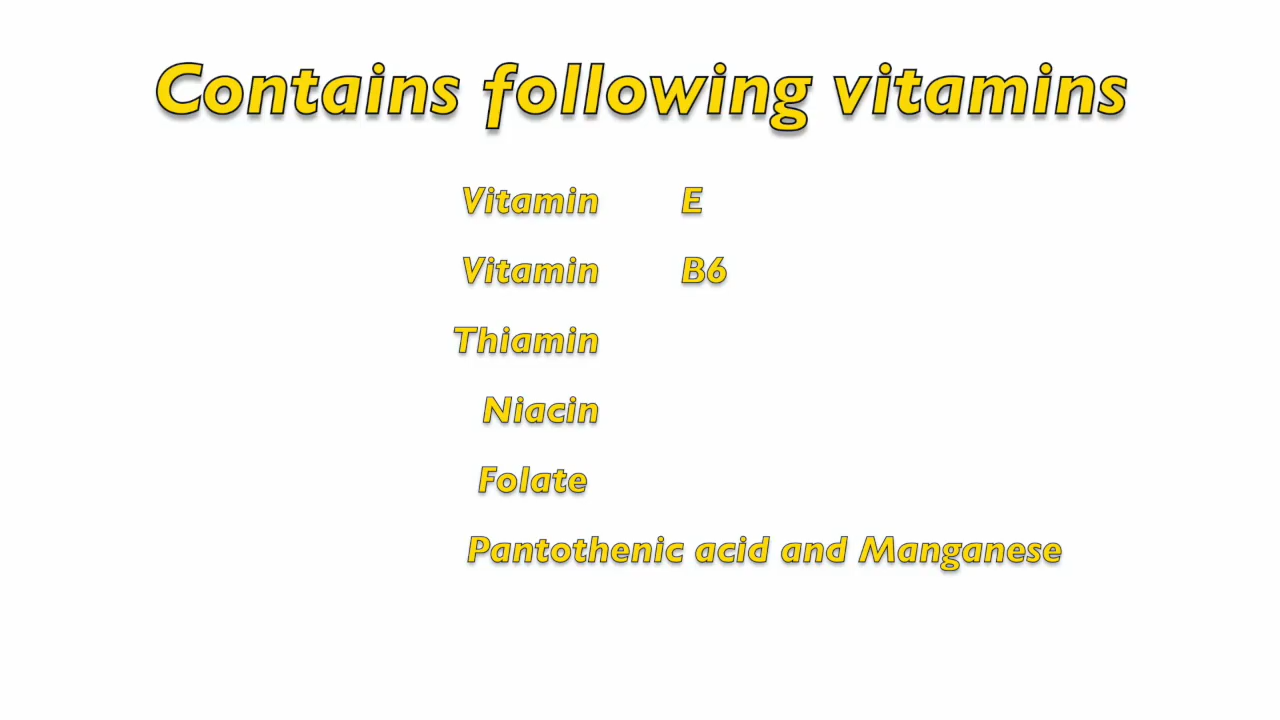 Contains following vitamins
Vitamin E
Vitamin B6
Thiamin
Niacin
Folate
Pantothenic acid and Manganese